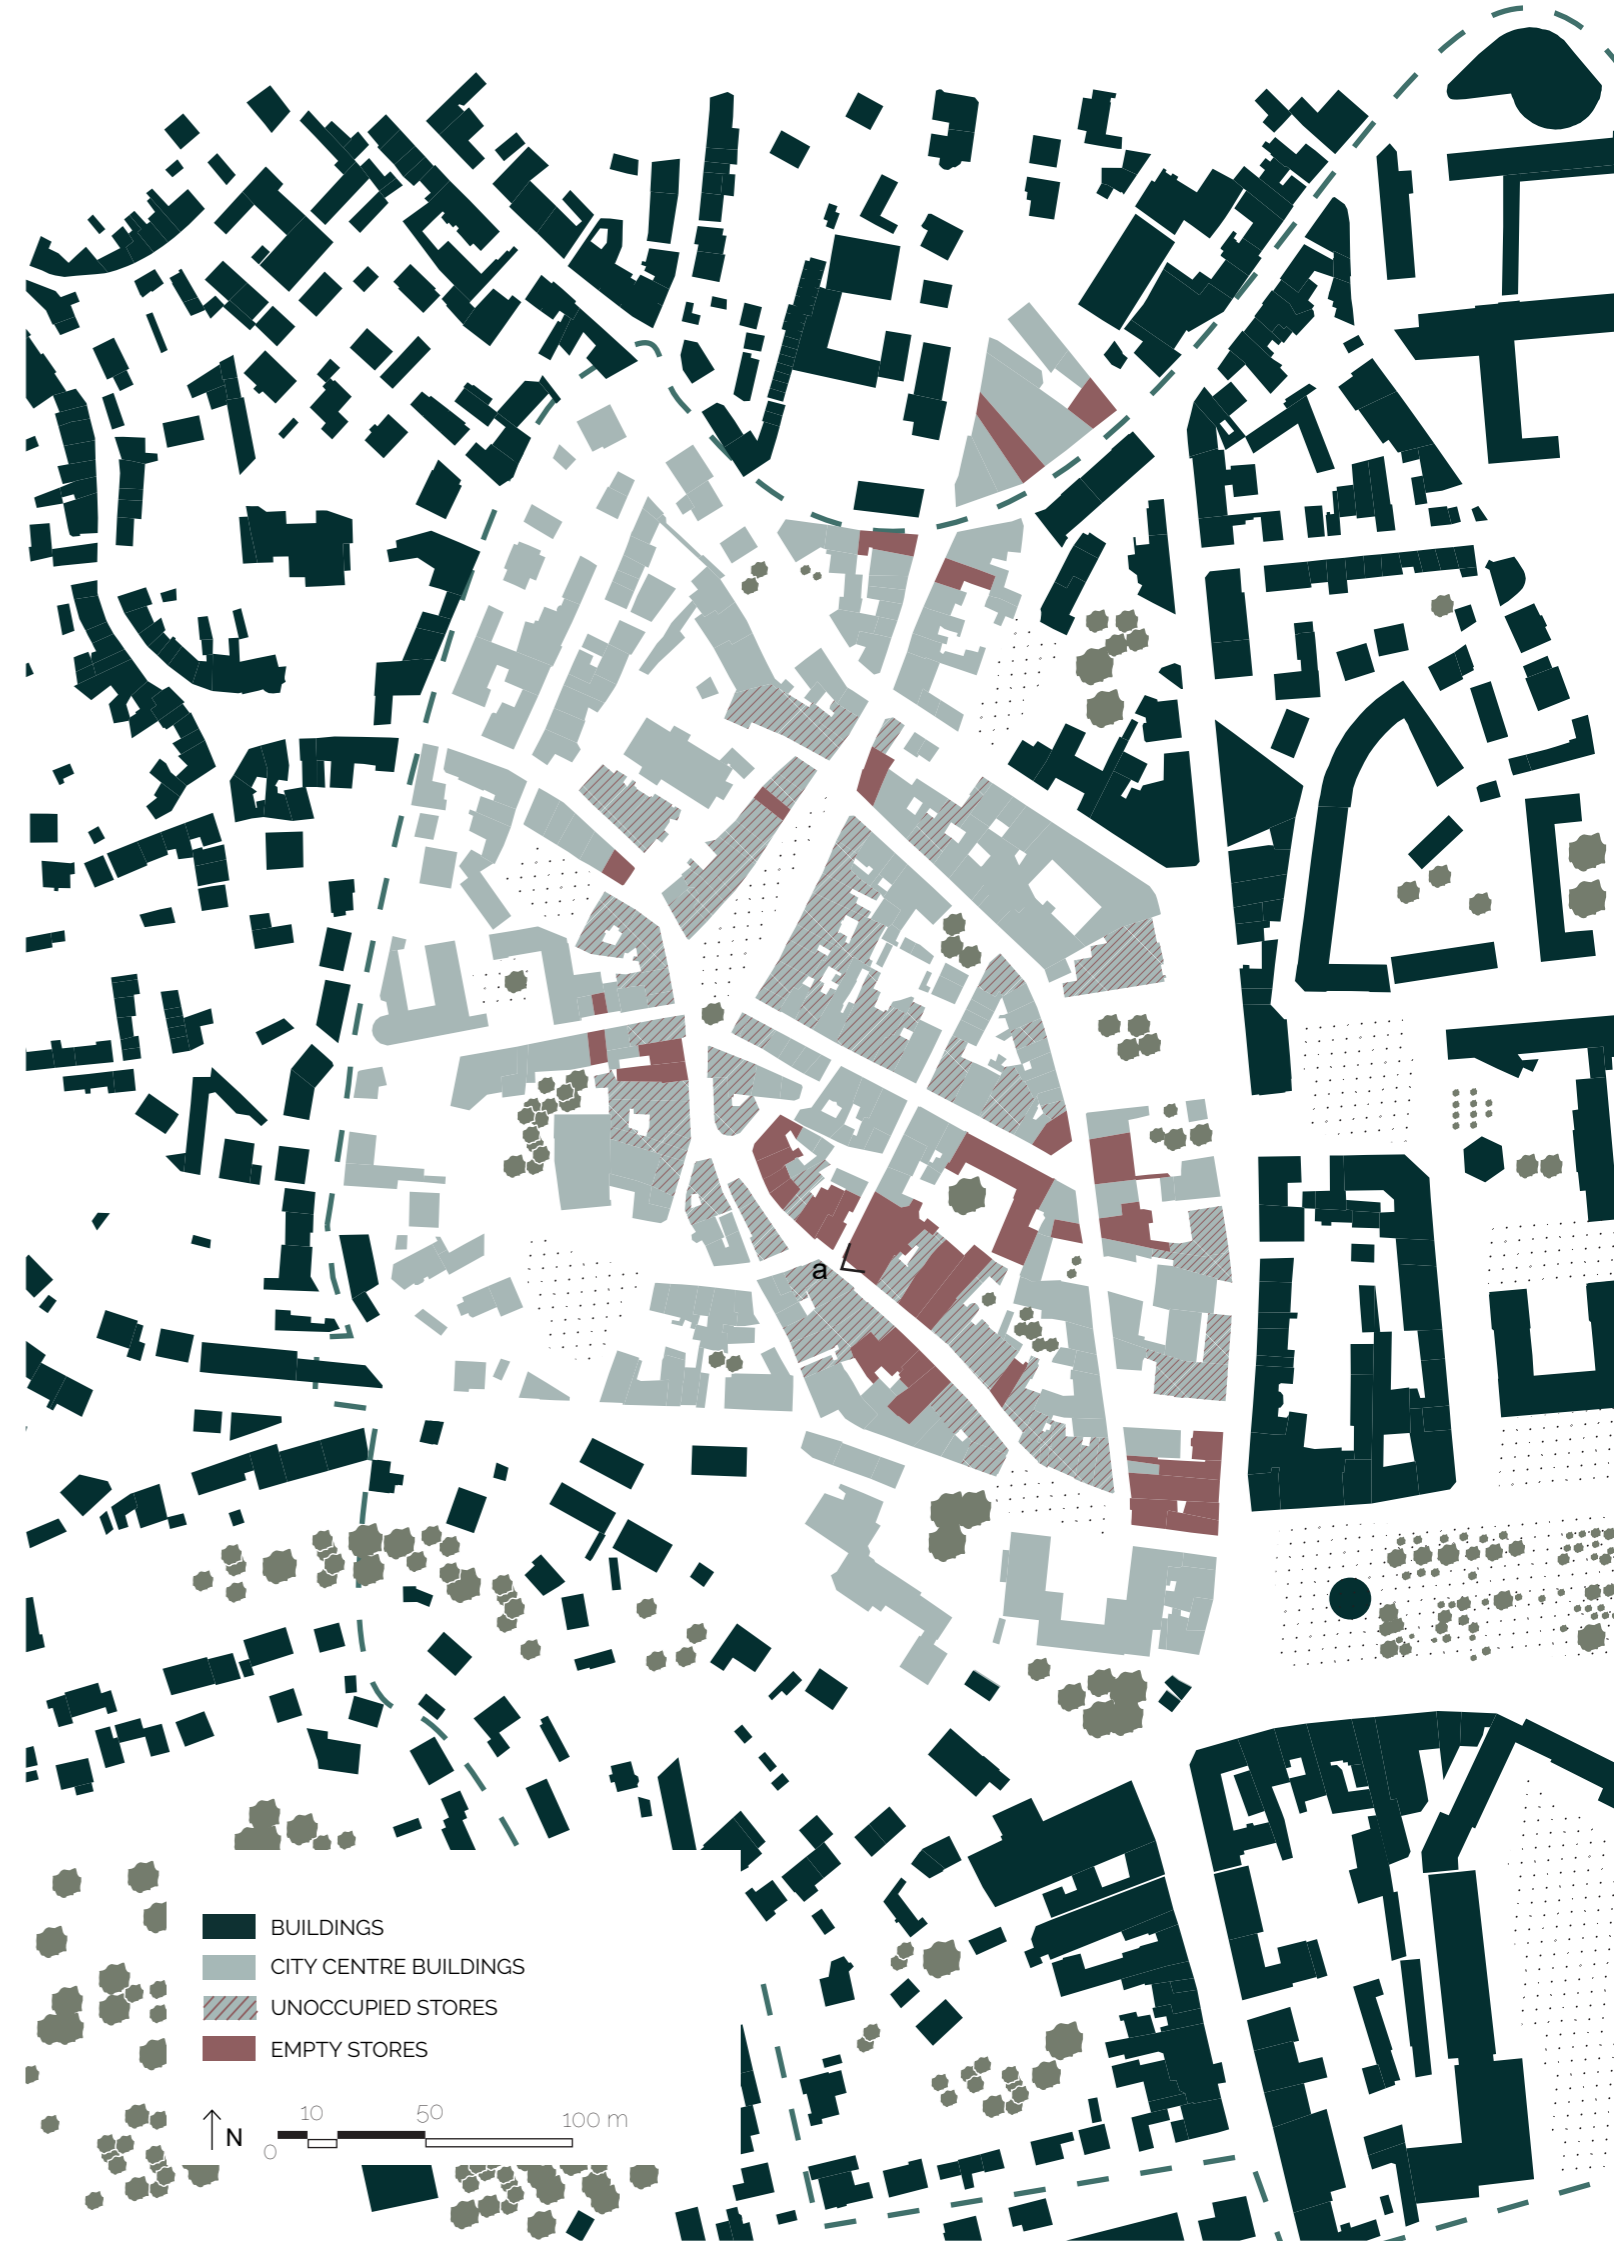 a
BUILDINGS
CITY CENTRE BUILDINGS
UNOCCUPIED STORES
EMPTY STORES
10 50 100 m
N
0